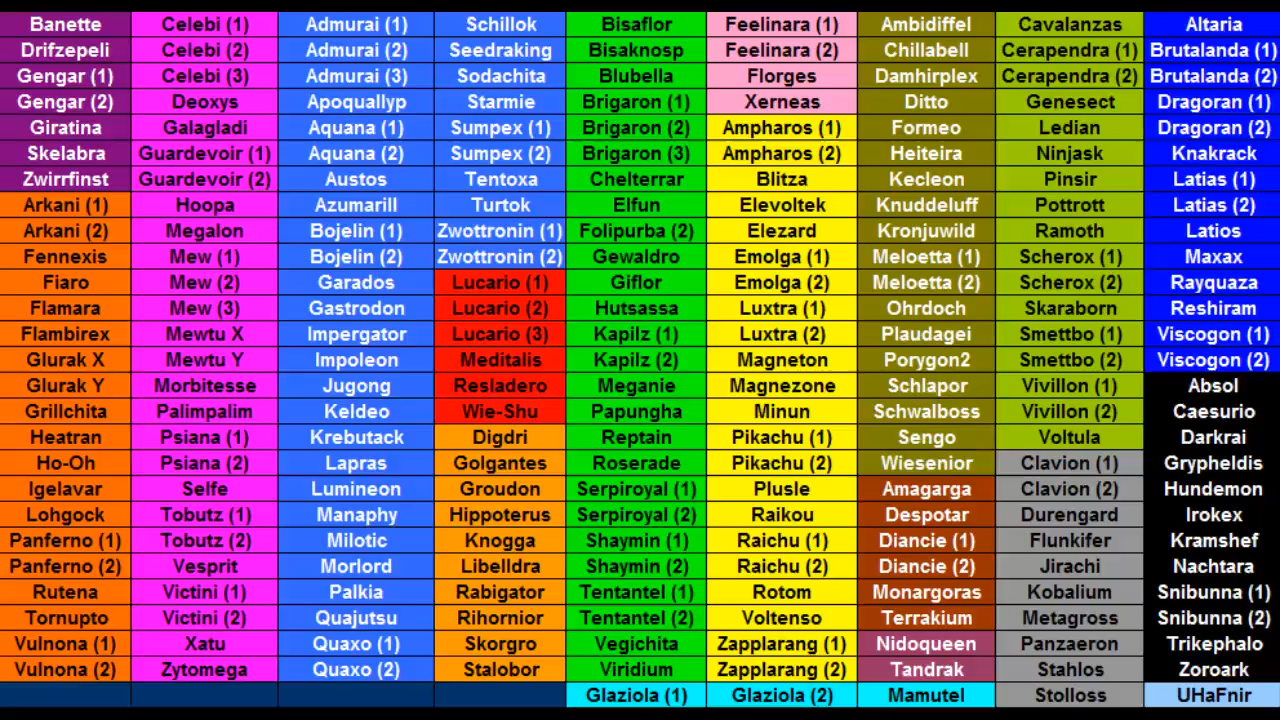 Banette Celebi (1) Admurai (1) Schillok Bisaflor Feelinara (1) Ambidiffel Cavalanzas Altaria
Drifzepeli Celebi (2) Admurai (2) Seedraking Bisaknosp Feelinara (2) Chillabell Cerapendra (1) Brutalanda (1)
Gengar (1) Celebi (3) Admurai (3) Sodachita Blubella Florges Damhirplex Cerapendra (2) Brutalanda (2)
Gengar (2) Deoxys Apoquallyp Starmie Brigaron (1) Xerneas Ditto Genesect Dragoran (1)
Giratina Galagladi Aquana (1) Sumpex (1) Brigaron (2) Ampharos (1) Formeo Ledian Dragoran (2)
Skelabra Guardevoir (1) Aquana (2) Sumpex (2) Brigaron (3) Ampharos (2) Heiteira Ninjask Knakrack
Zwirrfinst Guardevoir (2) Austos Tentoxa Chelterrar Blitza Kecleon Pinsir Latias (1)
Arkani (1) Hoopa Azumarill Turtok Elfun Elevoltek Knuddeluff Pottrott Latias (2)
Arkani (2) Megalon Bojelin (1) Zwottronin (1) Folipurba (2) Elezard Kronjuwild Ramoth Latios
Fennexis Mew (1) Bojelin (2) Zwottronin (2) Gewaldro Emolga (1) Meloetta (1) Scherox (1) Maxax
Fiaro Mew (2) Garados Lucario (1) Giflor Emolga (2) Meloetta (2) Scherox (2) Rayquaza
Flamara Mew (3) Gastrodon Lucario (2) Hutsassa Luxtra (1) Ohrdoch Skaraborn Reshiram
Flambirex Mewtu X Impergator Lucario (3) Kapilz (1) Luxtra (2) Plaudagei Smettbo (1) Viscogon (1)
Glurak X Mewtu Y Impoleon Meditalis Kapilz (2) Magneton Porygon2 Smettbo (2) Viscogon (2)
Glurak Y Morbitesse Jugong Resladero Meganie Magnezone Schlapor Vivillon (1) Absol
Grillchita Palimpalim Keldeo Wie-Shu Papungha Minun Schwalboss Vivillon (2) Caesurio
Heatran Psiana (1) Krebutack Digdri Reptain Pikachu (1) Sengo Voltula Darkrai
Ho-Oh Psiana (2) Lapras Golgantes Roserade Pikachu (2) Wiesenior Clavion (1) Grypheldis
Igelavar Selfe Lumineon Groudon Serpiroyal (1) Plusle Amagarga Clavion (2) Hundemon
Lohgock Tobutz (1) Manaphy Hippoterus Serpiroyal (2) Raikou Despotar Durengard Irokex
Panferno (1) Tobutz (2) Milotic Knogga Shaymin (1) Raichu (1) Diancie (1) Flunkifer Kramshef
Panferno (2) Vesprit Morlord Libelldra Shaymin (2) Raichu (2) Diancie (2) Jirachi Nachtara
Rutena Victini (1) Palkia Rabigator Tentantel (1) Rotom Monargoras Kobalium Snibunna (1)
Tornupto Victini (2) Quajutsu Rihornior Tentantel (2) Voltenso Terrakium Metagross Snibunna (2)
Vulnona (1) Xatu Quaxo (1) Skorgro Vegichita Zapplarang (1) Nidoqueen Panzaeron Trikephalo
Vulnona (2) Zytomega Quaxo (2) Stalobor Viridium Zapplarang (2) Tandrak Stahlos Zoroark
Glaziola (1) Glaziola (2) Mamutel Stolloss UHaFnir